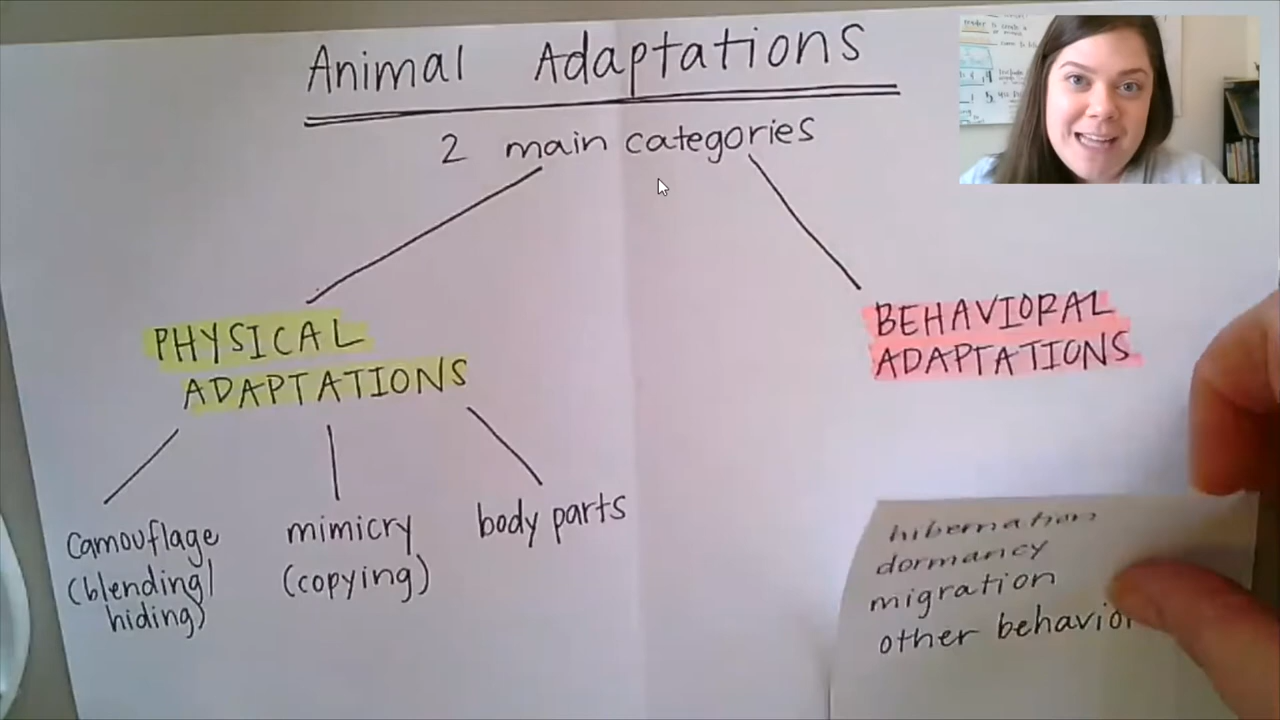 Animal Adaptations
2 main categories
PHYSICAL
ADAPTATIONS
BEHAVIORAL
ADAPTATIONS
camouflage
(blending/
hiding)
mimicry
(copying)
body parts
hibernation
dormancy
migration
other behavior